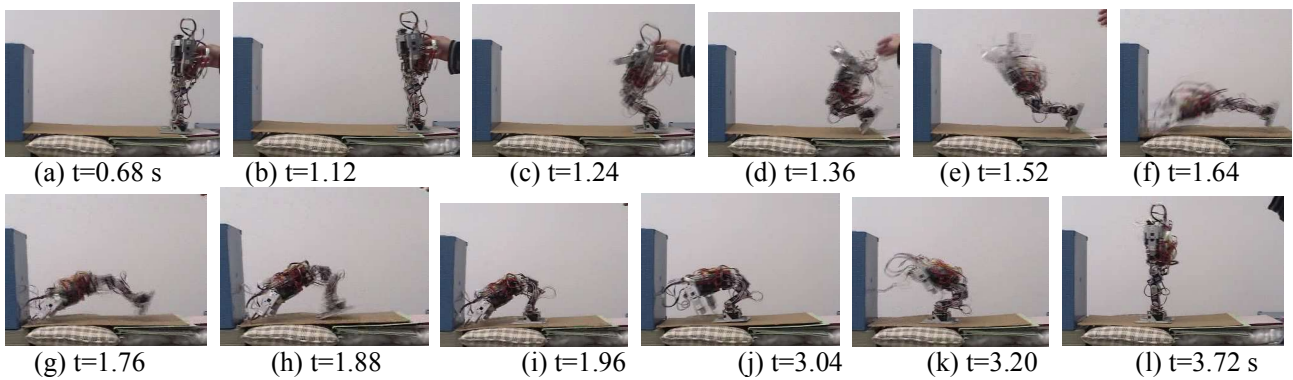 (a) t=0.68 s (b) t=1.12 (c) t=1.24 (d) t=1.36 (e) t=1.52 (f) t=1.64
(g) t=1.76 (h) t=1.88 (i) t=1.96 (j) t=3.04 (k) t=3.20 (l) t=3.72 s